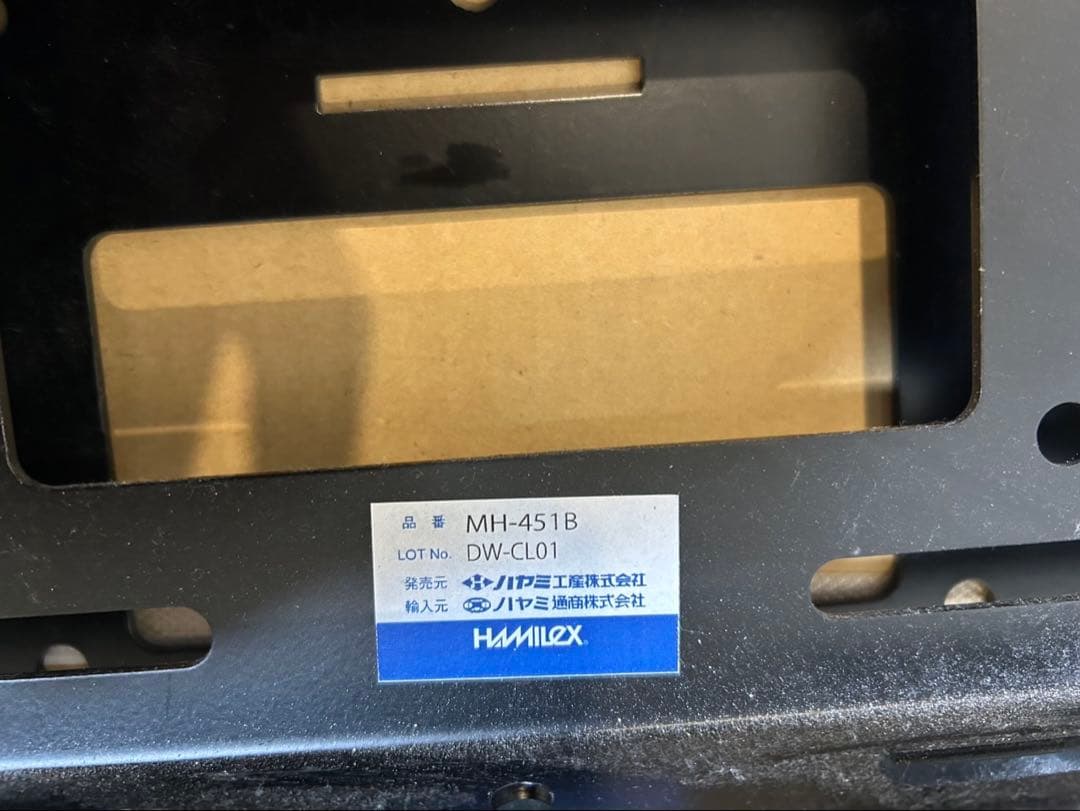 品番 MH-451B
LOT No. DW-CL01
発売元 ハヤミ工産株式会社
輸入元 ハヤミ通商株式会社
HAMILEX